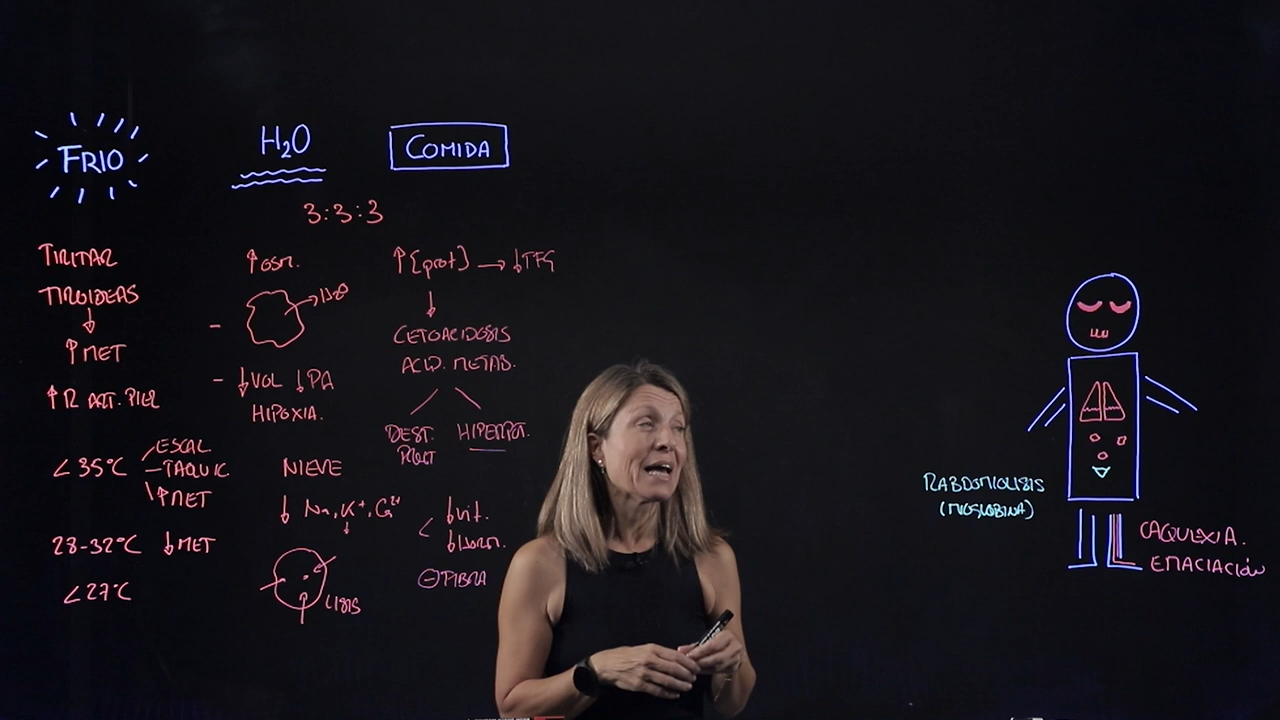 FRIO
H₂O
COMIDA
3:3:3
TIRITAR
TIROIDEAS
↓
↑ MET
↑R ART. PIEL
<35°C
ESCAL
TAQUIC
↑MET
28-32°C ↓MET
<27°C
↑OSM.
→H₂O
- ↓VOL ↓PA
HIPOXIA.
NIEVE
↓ Na, K⁺, Ca²⁺
↓
LISIS
↑[prot] → ↓TFG
↓
CETOACIDOSIS
ACID. METAB.
DEST.
PROT
HIPERPOT.
< ↓vit.
↓HORM.
⊖FIBRA
RABDOMIOLISIS
(MIOGLOBINA)
CAQUEXIA.
EMACIACIÓN